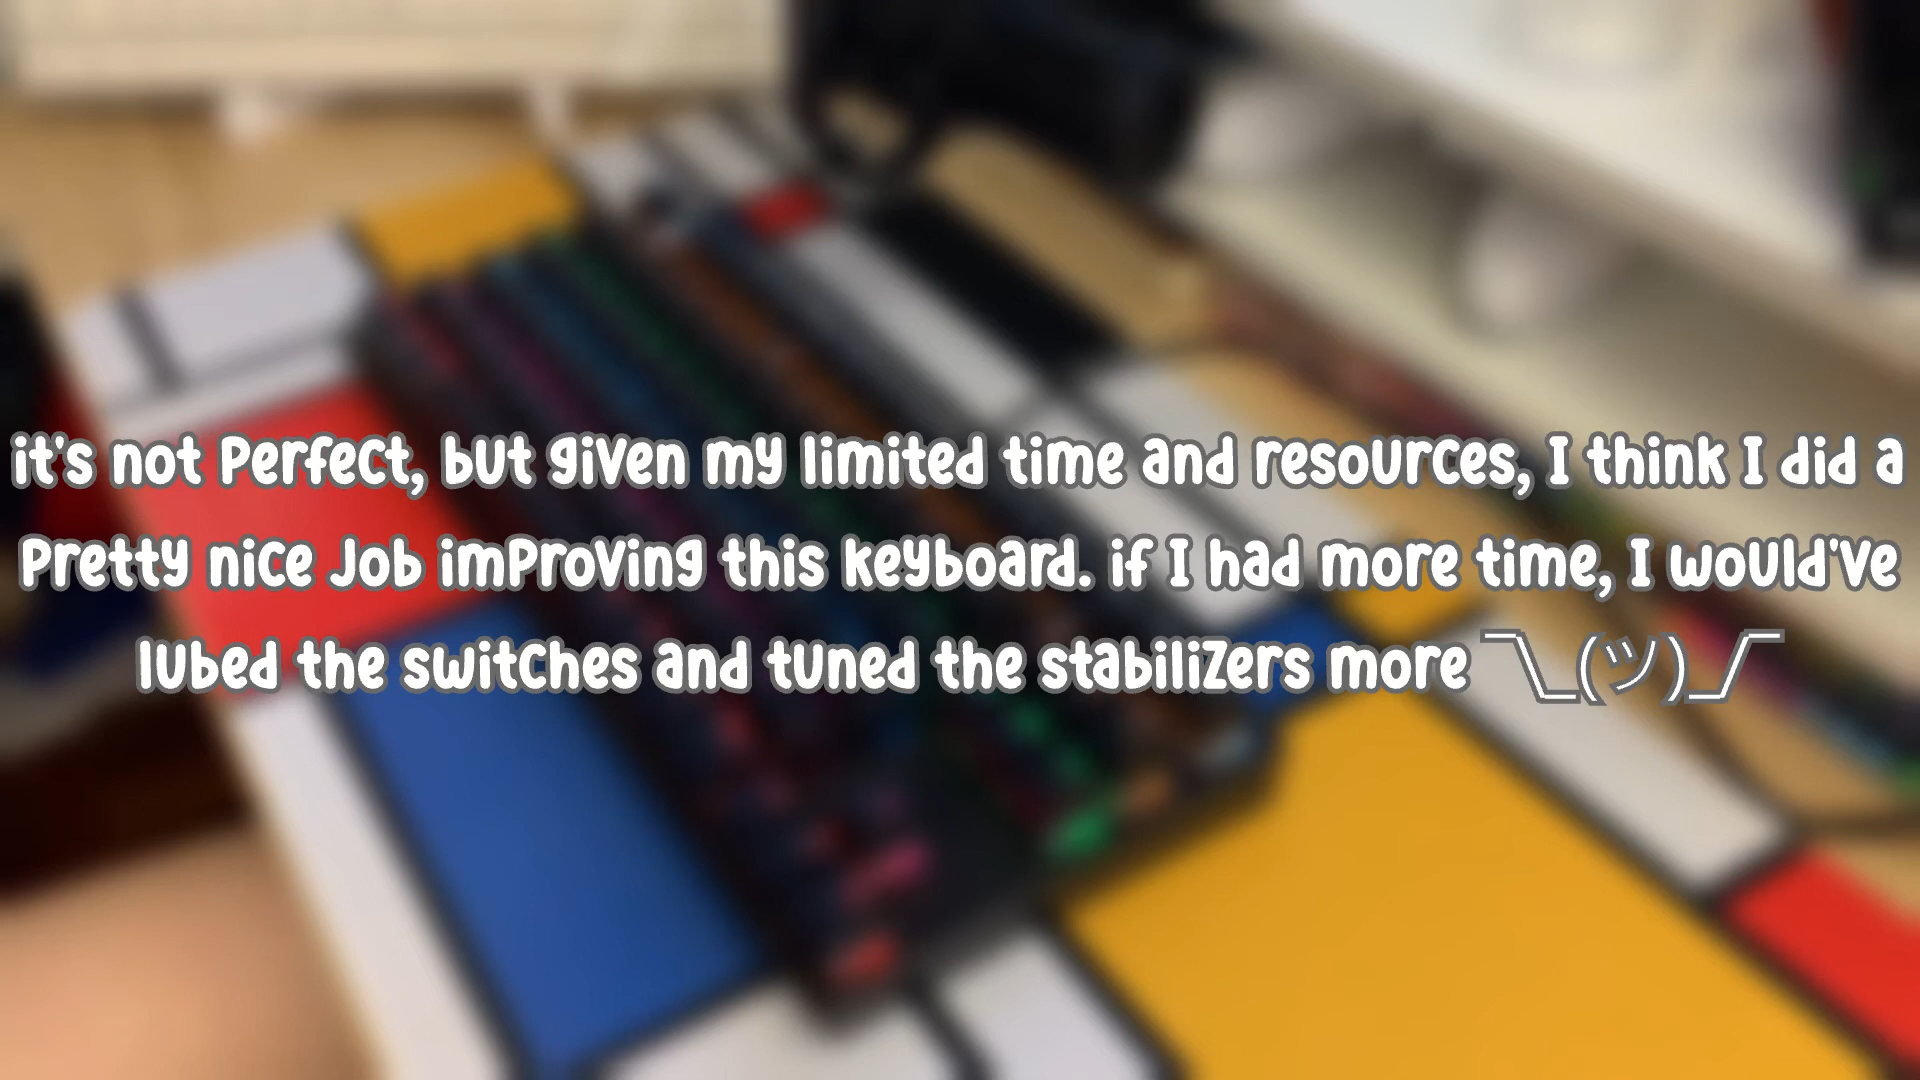 it's not perfect, but given my limited time and resources, I think I did a
pretty nice job improving this keyboard. if I had more time, I would've
lubed the switches and tuned the stabilizers more ¯\_(ツ)_/¯